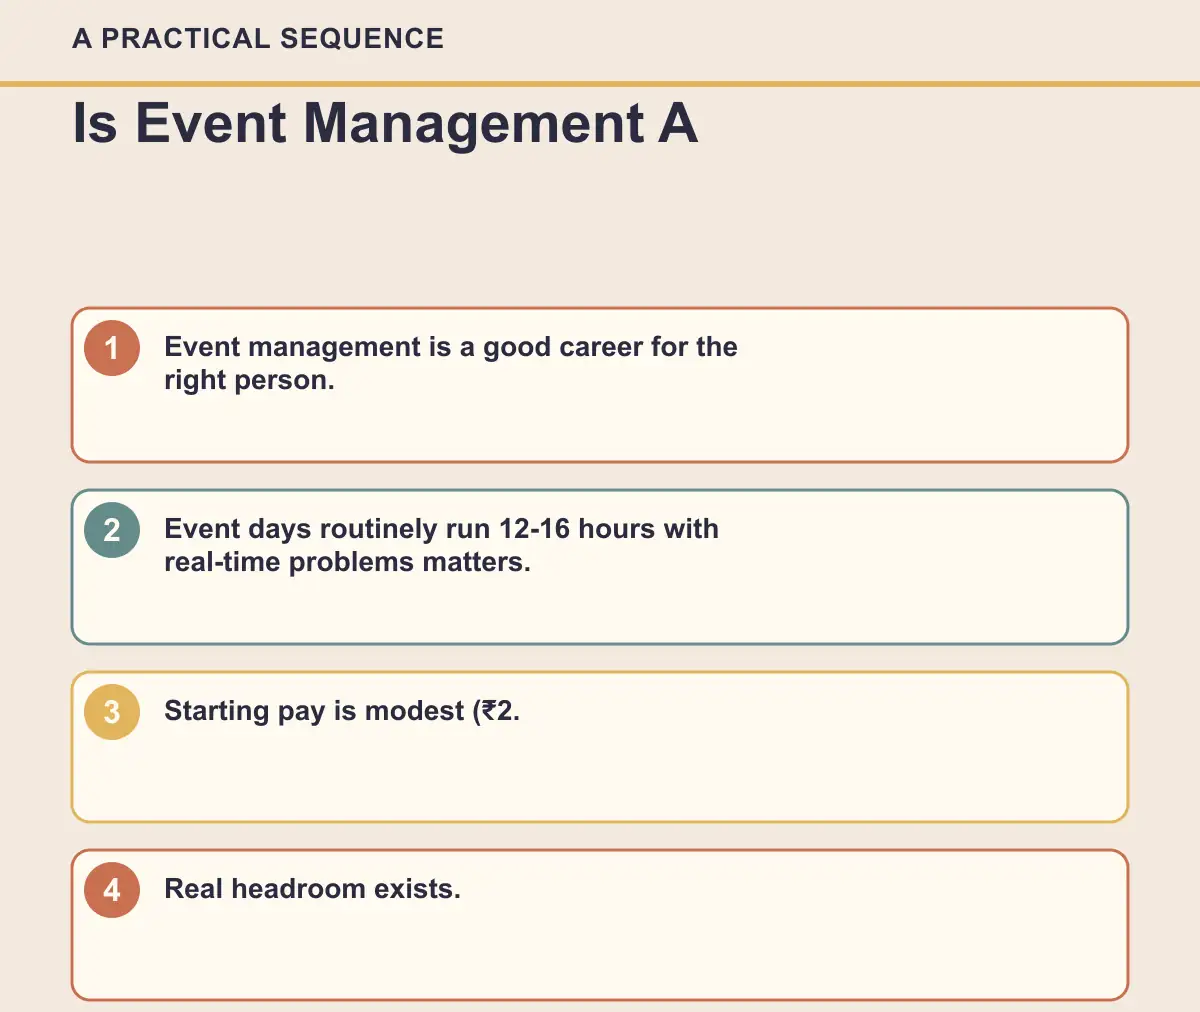 A PRACTICAL SEQUENCE
Is Event Management A
1
Event management is a good career for the
right person.
2
Event days routinely run 12-16 hours with
real-time problems matters.
3
Starting pay is modest (₹2.
4
Real headroom exists.